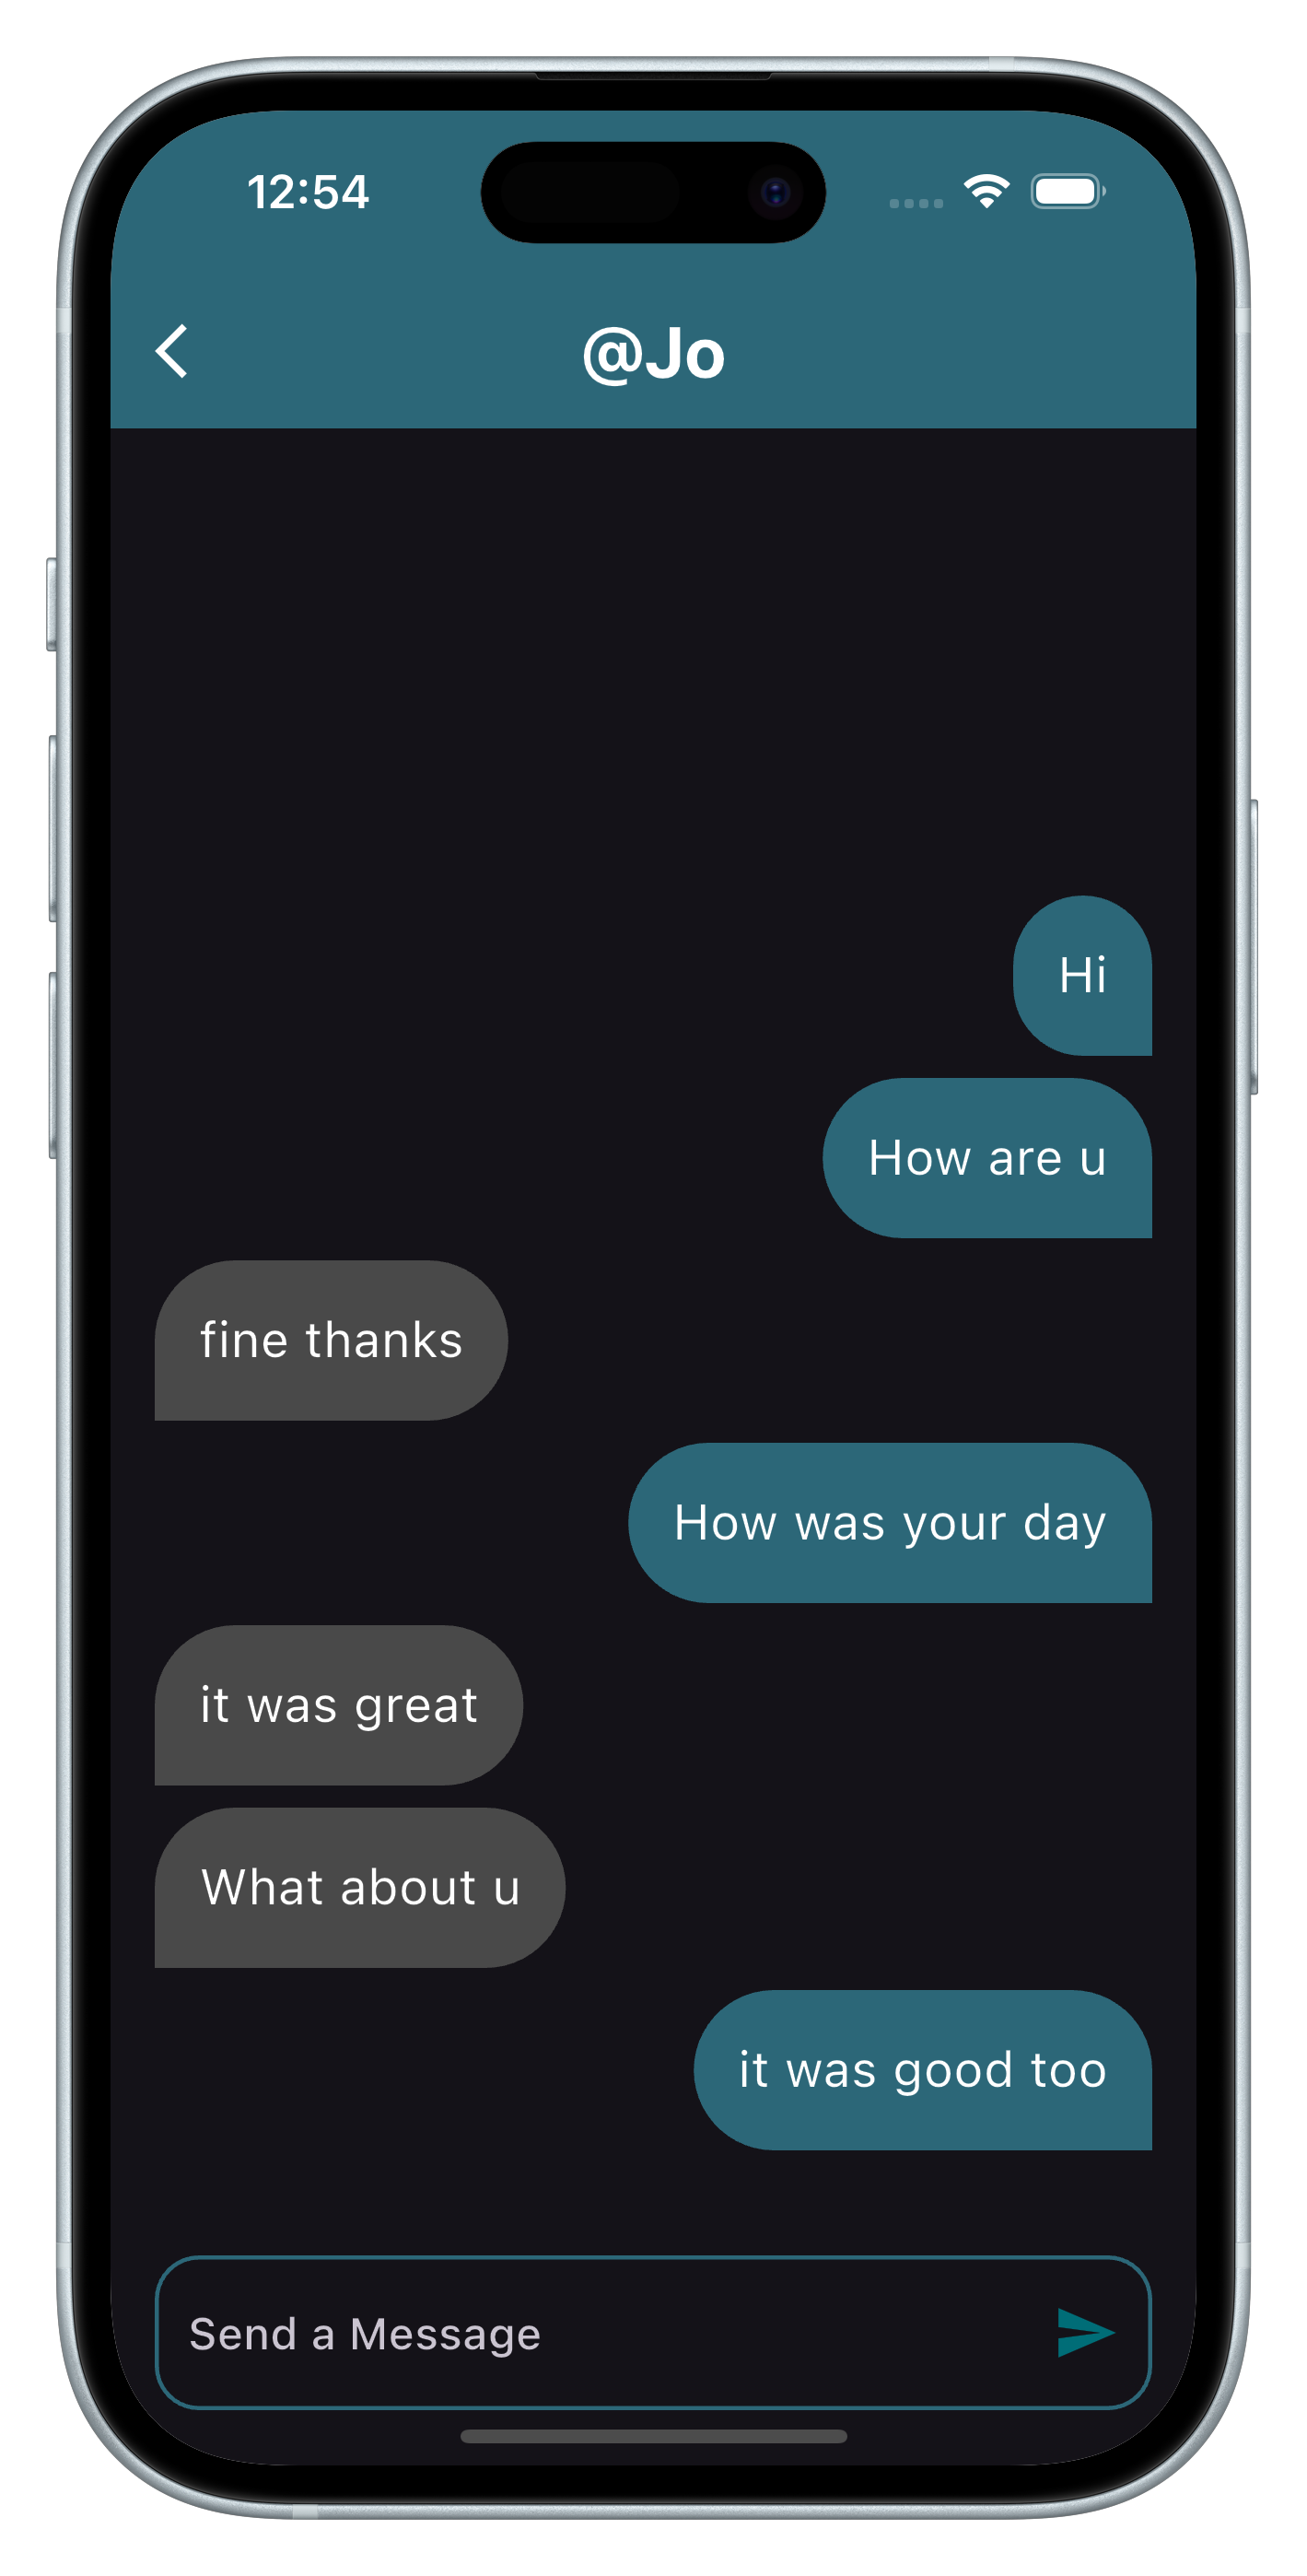 12:54
@Jo
Hi
How are u
fine thanks
How was your day
it was great
What about u
it was good too
Send a Message